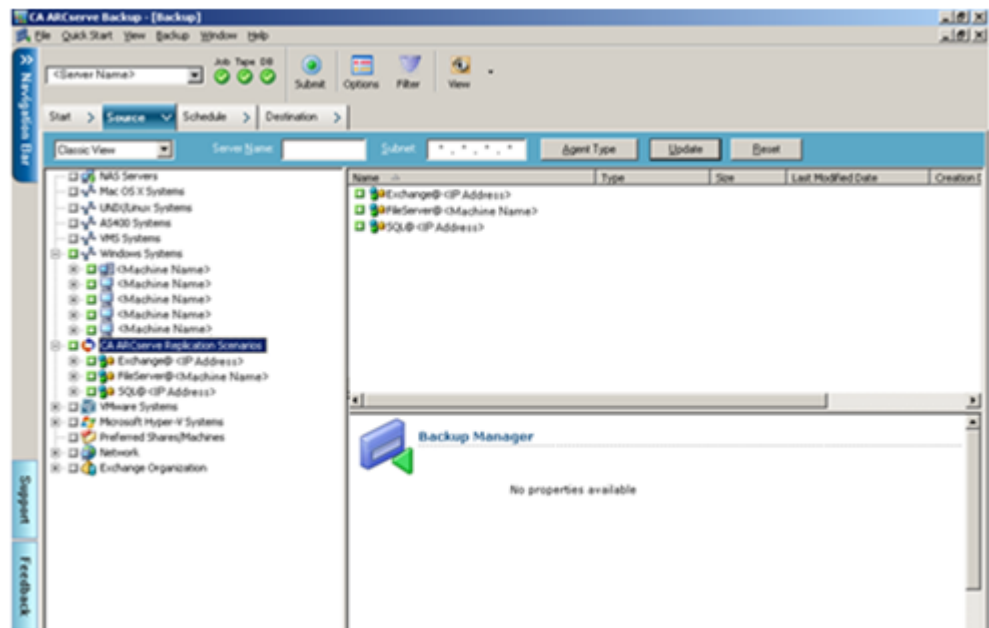 CA ARCserve Backup - [Backup]
File Quick Start View Backup Window Help
<Server Name> Job Tape DB Submit Options Filter View
Start > Source Schedule > Destination >
Classic View Server Name Subnet * . * . * . * Agent Type Update Reset
Navigation Bar
NAS Servers
Mac OS X Systems
UNIX/Linux Systems
AS400 Systems
VMS Systems
Windows Systems
<Machine Name>
<Machine Name>
<Machine Name>
<Machine Name>
<Machine Name>
CA ARCserve Replication Scenarios
Exchange@<IP Address>
FileServer@<Machine Name>
SQL@<IP Address>
VMware Systems
Microsoft Hyper-V Systems
Preferred Shares/Machines
Network
Exchange Organization
Name Type Size Last Modified Date Creation D
Exchange@<IP Address>
FileServer@<Machine Name>
SQL@<IP Address>
Backup Manager
No properties available
Support
Feedback